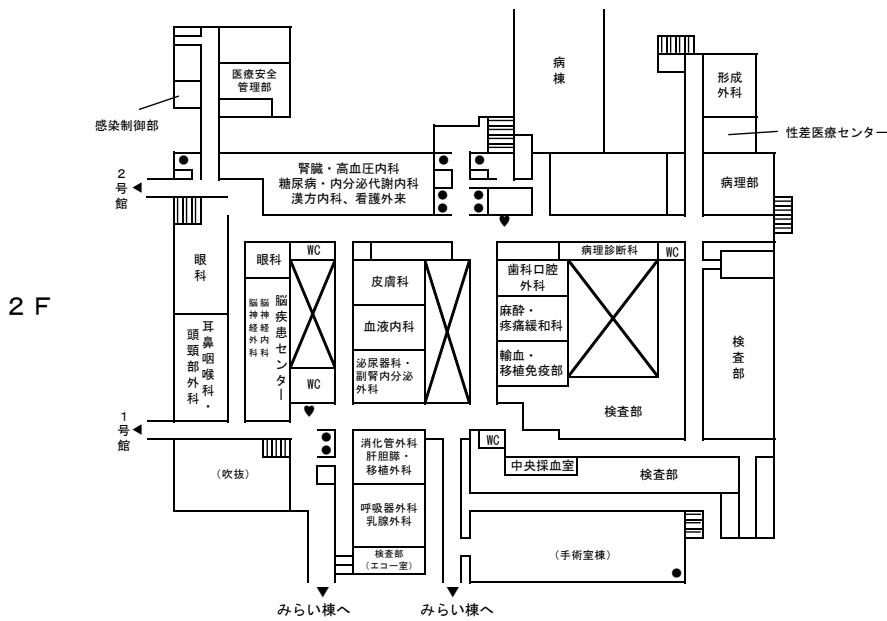 病
棟
医療安全
管理部
感染制御部
形成
外科
性差医療センター
腎臓・高血圧内科
糖尿病・内分泌代謝内科
漢方内科、看護外来
病理部
2号館
眼科
眼科
WC
病理診断科
WC
皮膚科
歯科口腔
外科
2F
脳疾患センター
脳神経内科
脳神経外科
血液内科
麻酔・
疼痛緩和科
耳鼻咽喉科・
頭頸部外科
泌尿器科・
副腎内分泌
外科
輸血・
移植免疫部
検査部
WC
検査部
1号館
消化管外科
肝胆膵・
移植外科
WC
中央採血室
検査部
(吹抜)
呼吸器外科
乳腺外科
検査部
(エコー室)
(手術室棟)
みらい棟へ
みらい棟へ